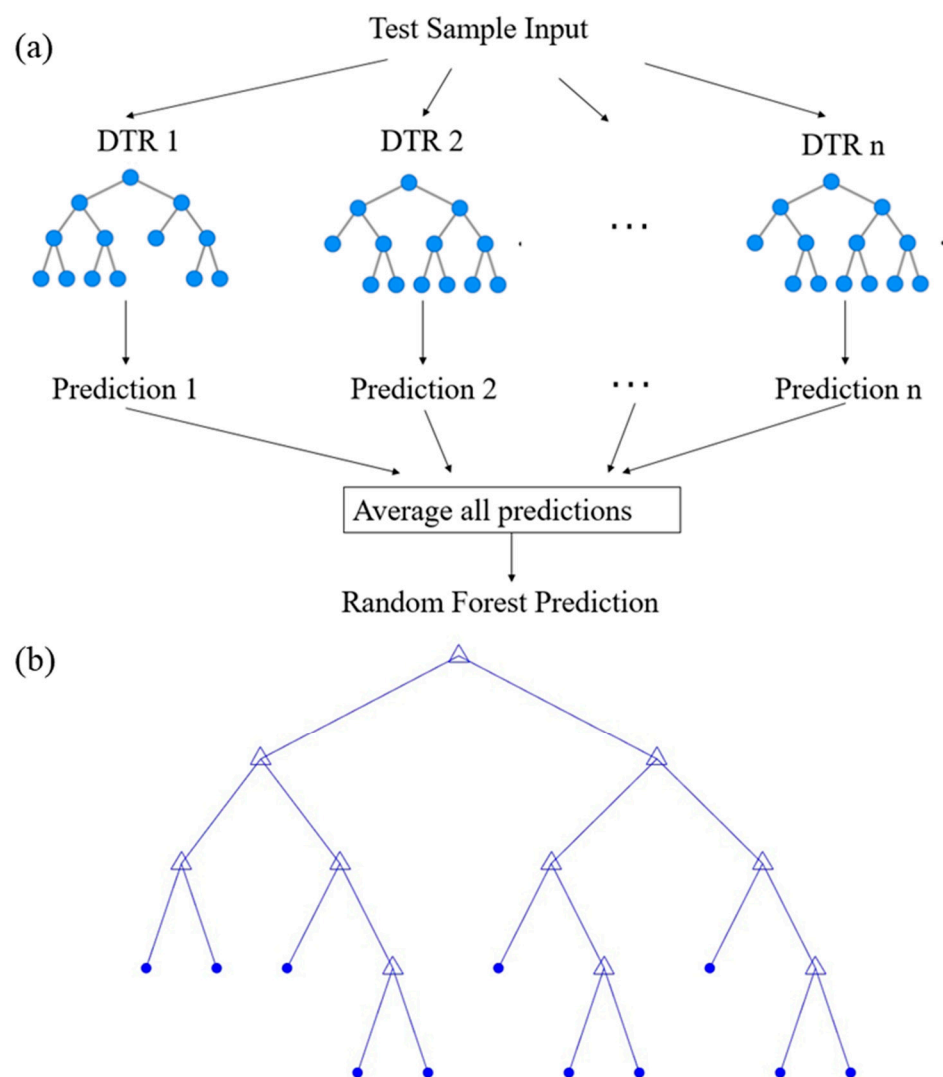 (a)
Test Sample Input
DTR 1
DTR 2
DTR n
...
Prediction 1
Prediction 2
...
Prediction n
Average all predictions
Random Forest Prediction
(b)